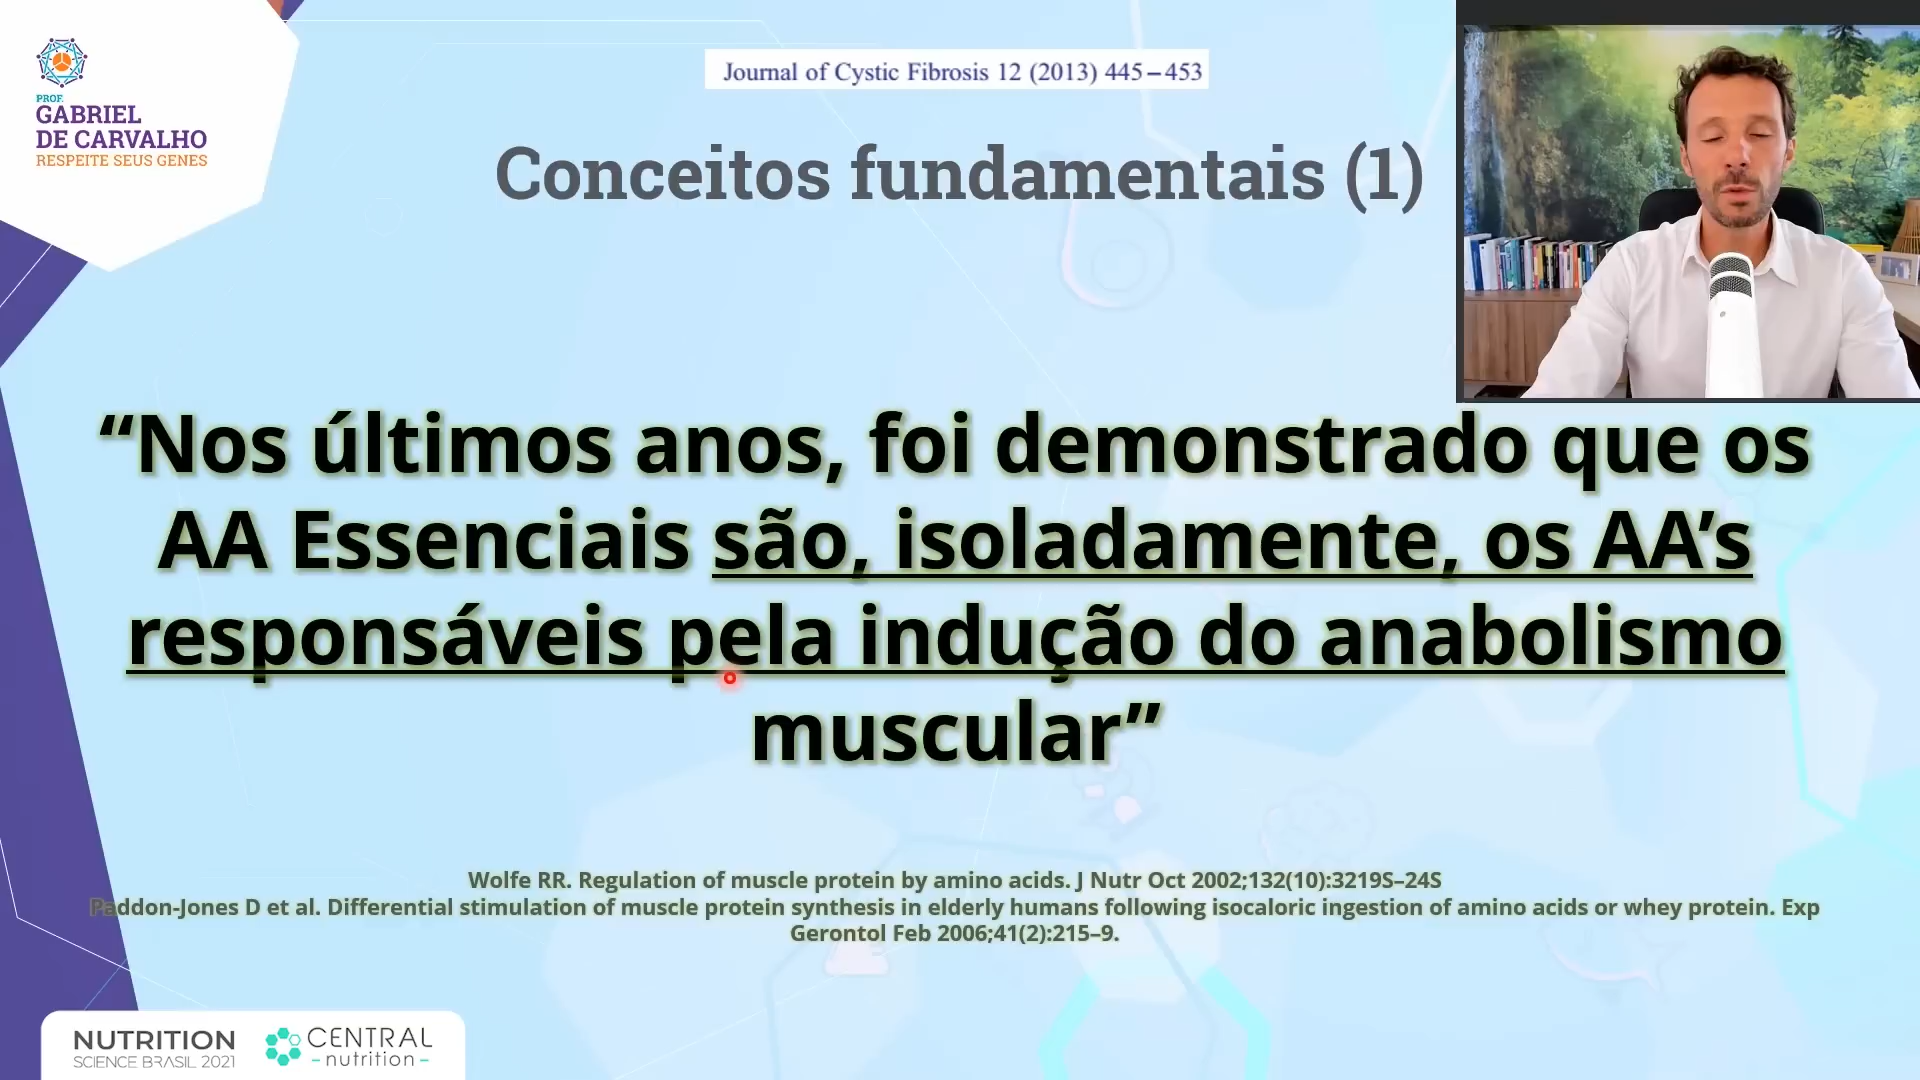 PROF.
GABRIEL
DE CARVALHO
RESPEITE SEUS GENES
Journal of Cystic Fibrosis 12 (2013) 445–453
Conceitos fundamentais (1)
“Nos últimos anos, foi demonstrado que os
AA Essenciais são, isoladamente, os AA’s
responsáveis pela indução do anabolismo
muscular”
Wolfe RR. Regulation of muscle protein by amino acids. J Nutr Oct 2002;132(10):3219S–24S
Paddon-Jones D et al. Differential stimulation of muscle protein synthesis in elderly humans following isocaloric ingestion of amino acids or whey protein. Exp
Gerontol Feb 2006;41(2):215–9.
NUTRITION
SCIENCE BRASIL 2021
CENTRAL
nutrition